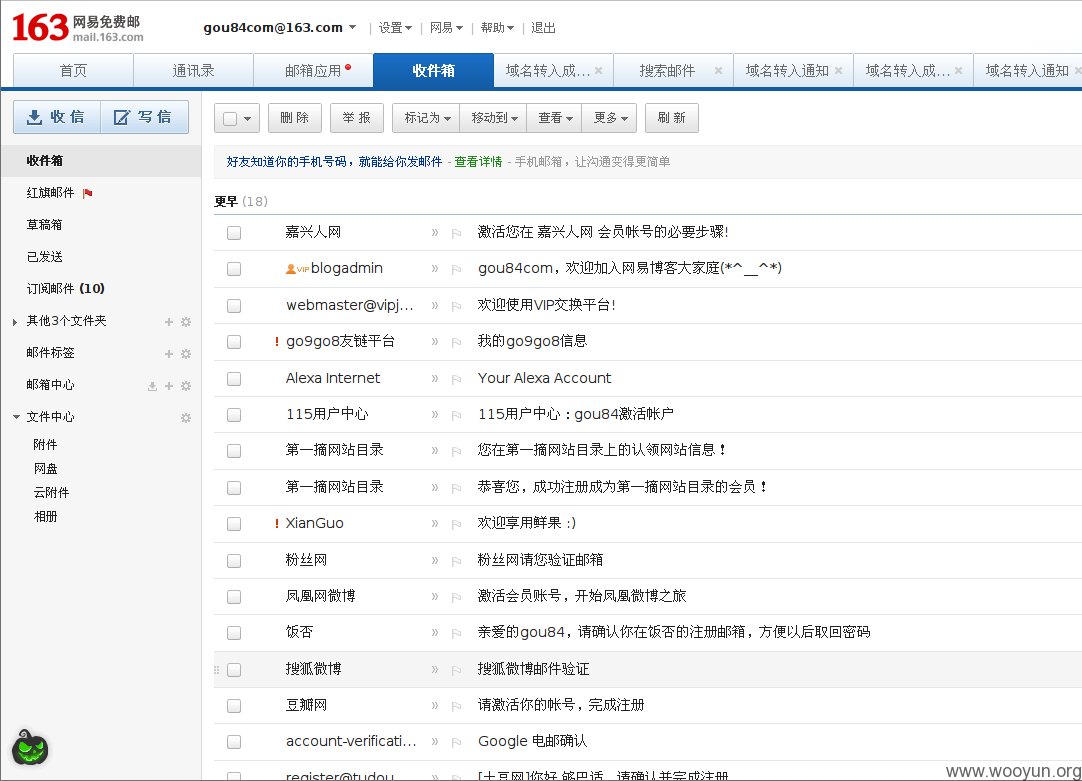 163 网易免费邮
mail.163.com
gou84com@163.com | 设置 | 网易 | 帮助 | 退出
首页 通讯录 邮箱应用 收件箱 域名转入成... × 搜索邮件 × 域名转入通知 × 域名转入成... × 域名转入通知 ×
收 信 写 信
删 除 举 报 标记为 移动到 查看 更多 刷 新
收件箱
红旗邮件
草稿箱
已发送
订阅邮件 (10)
其他3个文件夹
邮件标签
邮箱中心
文件中心
附件
网盘
云附件
相册
好友知道你的手机号码，就能给你发邮件 - 查看详情 - 手机邮箱，让沟通变得更简单
更早 (18)
嘉兴人网 » 激活您在 嘉兴人网 会员帐号的必要步骤!
VIP blogadmin » gou84com，欢迎加入网易博客大家庭(*^__^*)
webmaster@vipj... » 欢迎使用VIP交换平台!
! go9go8友链平台 » 我的go9go8信息
Alexa Internet » Your Alexa Account
115用户中心 » 115用户中心：gou84激活帐户
第一摘网站目录 » 您在第一摘网站目录上的认领网站信息！
第一摘网站目录 » 恭喜您，成功注册成为第一摘网站目录的会员！
! XianGuo » 欢迎享用鲜果 :)
粉丝网 » 粉丝网请您验证邮箱
凤凰网微博 » 激活会员账号，开始凤凰微博之旅
饭否 » 亲爱的gou84，请确认你在饭否的注册邮箱，方便以后取回密码
搜狐微博 » 搜狐微博邮件验证
豆瓣网 » 请激活你的帐号，完成注册
account-verificati... » Google 电邮确认
register@tudou » [土豆网]你好 够巴适，请确认并完成注册
www.wooyun.org